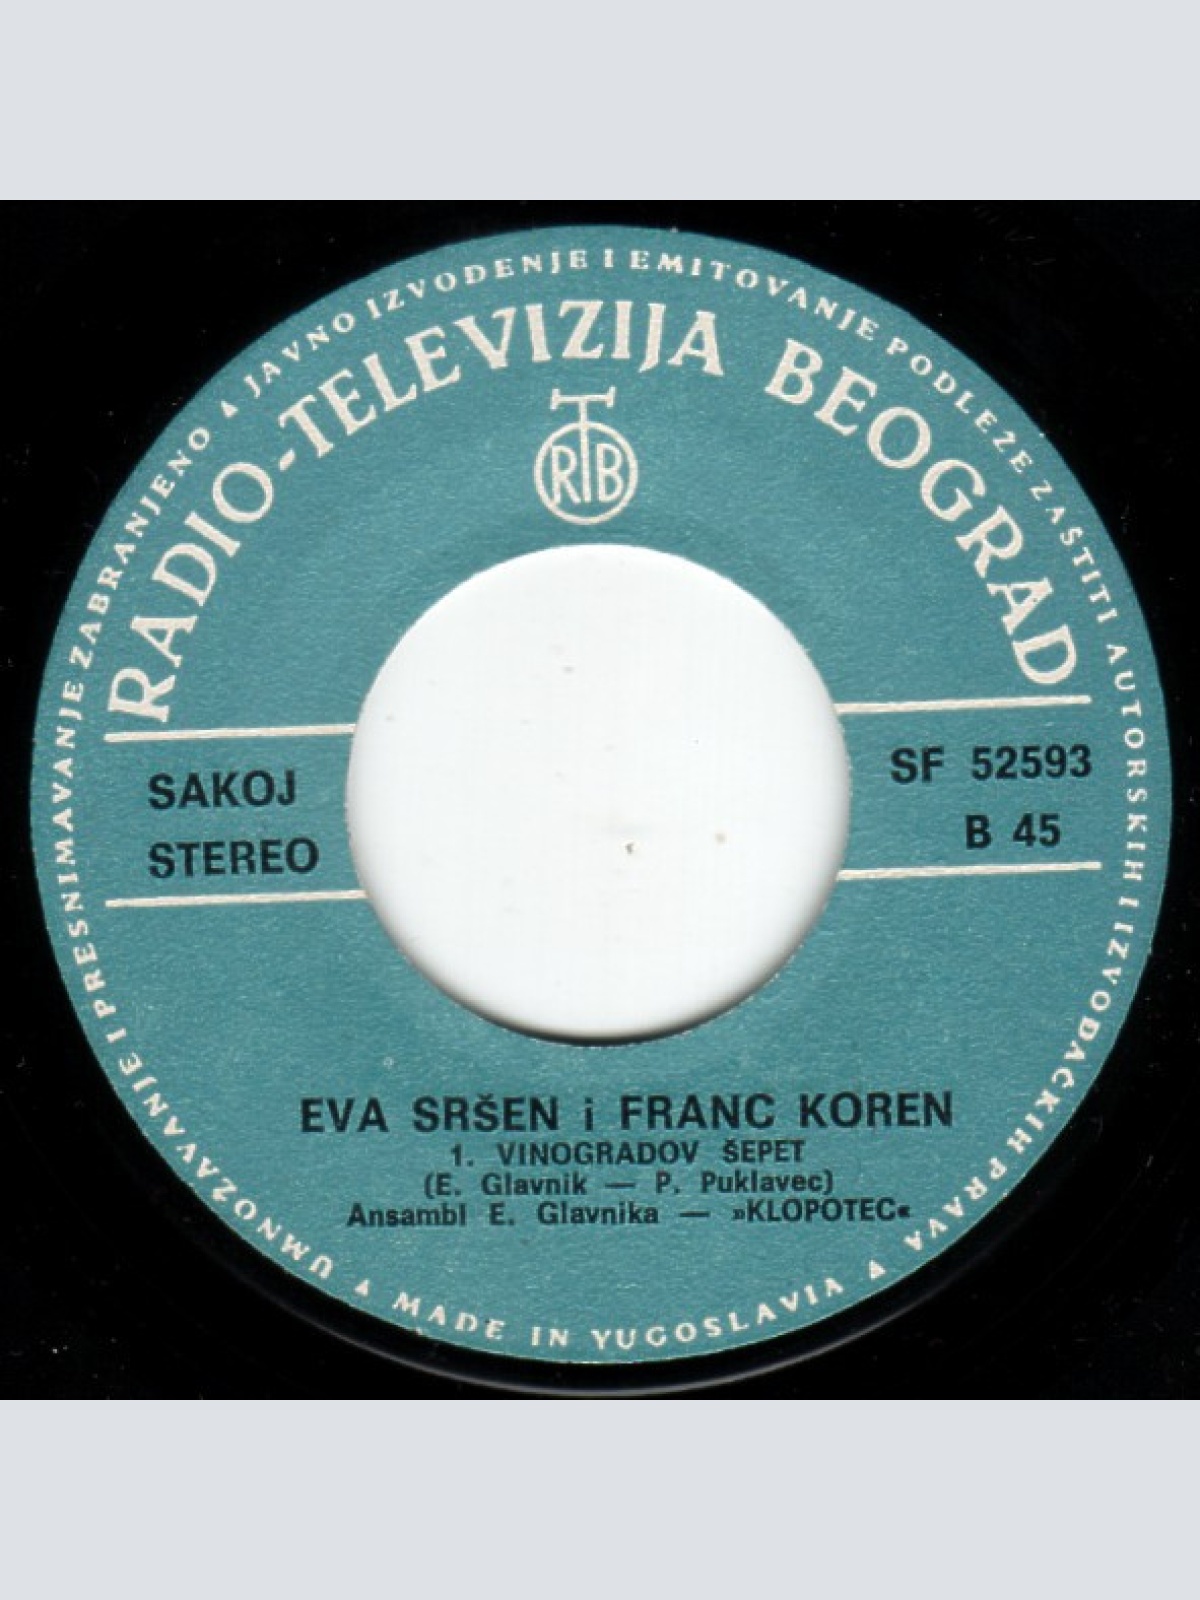 JAVNO IZVOĐENJE I EMITOVANJE PODLEŽE ZAŠTITI AUTORSKIH I IZVOĐAČKIH PRAVA
MADE IN YUGOSLAVIA
UMNOŽAVANJE I PRESNIMAVANJE ZABRANJENO
RADIO-TELEVIZIJA BEOGRAD
RTB
SAKOJ
STEREO
SF 52593
B 45
EVA SRŠEN i FRANC KOREN
1. VINOGRADOV ŠEPET
(E. Glavnik — P. Puklavec)
Ansambl E. Glavnika — »KLOPOTEC«